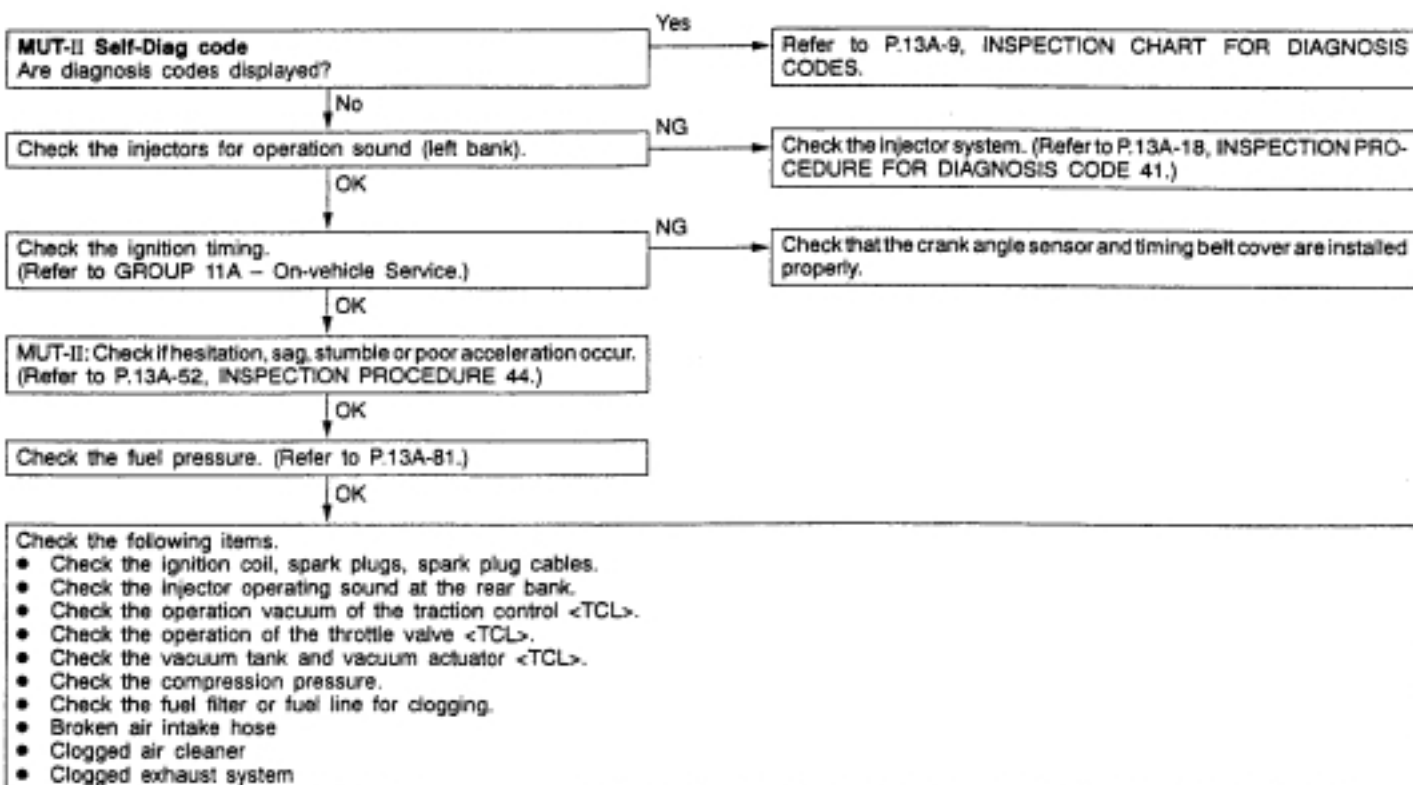 MUT-II Self-Diag code
Are diagnosis codes displayed?
Yes
Refer to P.13A-9, INSPECTION CHART FOR DIAGNOSIS
CODES.
No
Check the injectors for operation sound (left bank).
NG
Check the injector system. (Refer to P.13A-18, INSPECTION PRO-
CEDURE FOR DIAGNOSIS CODE 41.)
OK
Check the ignition timing.
(Refer to GROUP 11A – On-vehicle Service.)
NG
Check that the crank angle sensor and timing belt cover are installed
properly.
OK
MUT-II: Check if hesitation, sag, stumble or poor acceleration occur.
(Refer to P.13A-52, INSPECTION PROCEDURE 44.)
OK
Check the fuel pressure. (Refer to P.13A-81.)
OK
Check the following items.
● Check the ignition coil, spark plugs, spark plug cables.
● Check the injector operating sound at the rear bank.
● Check the operation vacuum of the traction control <TCL>.
● Check the operation of the throttle valve <TCL>.
● Check the vacuum tank and vacuum actuator <TCL>.
● Check the compression pressure.
● Check the fuel filter or fuel line for clogging.
● Broken air intake hose
● Clogged air cleaner
● Clogged exhaust system